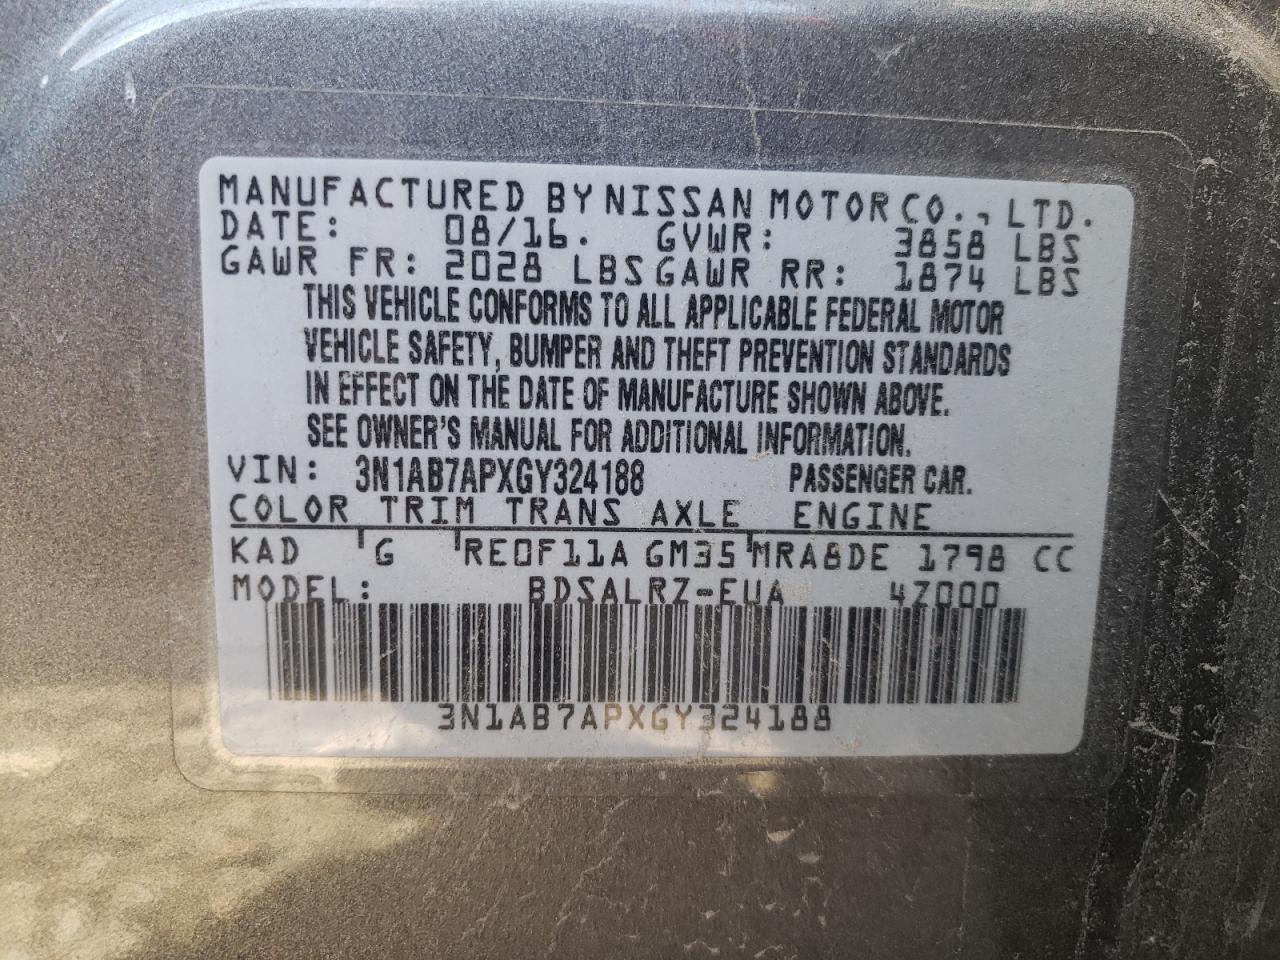 MANUFACTURED BY NISSAN MOTOR CO., LTD.
DATE: 08/16. GVWR: 3858 LBS
GAWR FR: 2028 LBS GAWR RR: 1874 LBS
THIS VEHICLE CONFORMS TO ALL APPLICABLE FEDERAL MOTOR
VEHICLE SAFETY, BUMPER AND THEFT PREVENTION STANDARDS
IN EFFECT ON THE DATE OF MANUFACTURE SHOWN ABOVE.
SEE OWNER'S MANUAL FOR ADDITIONAL INFORMATION.
VIN: 3N1AB7APXGY324188 PASSENGER CAR.
COLOR TRIM TRANS AXLE ENGINE
KAD G RE0F11A GM35 MRA8DE 1798 CC
MODEL: BDSALRZ-EUA 4Z000
3N1AB7APXGY324188